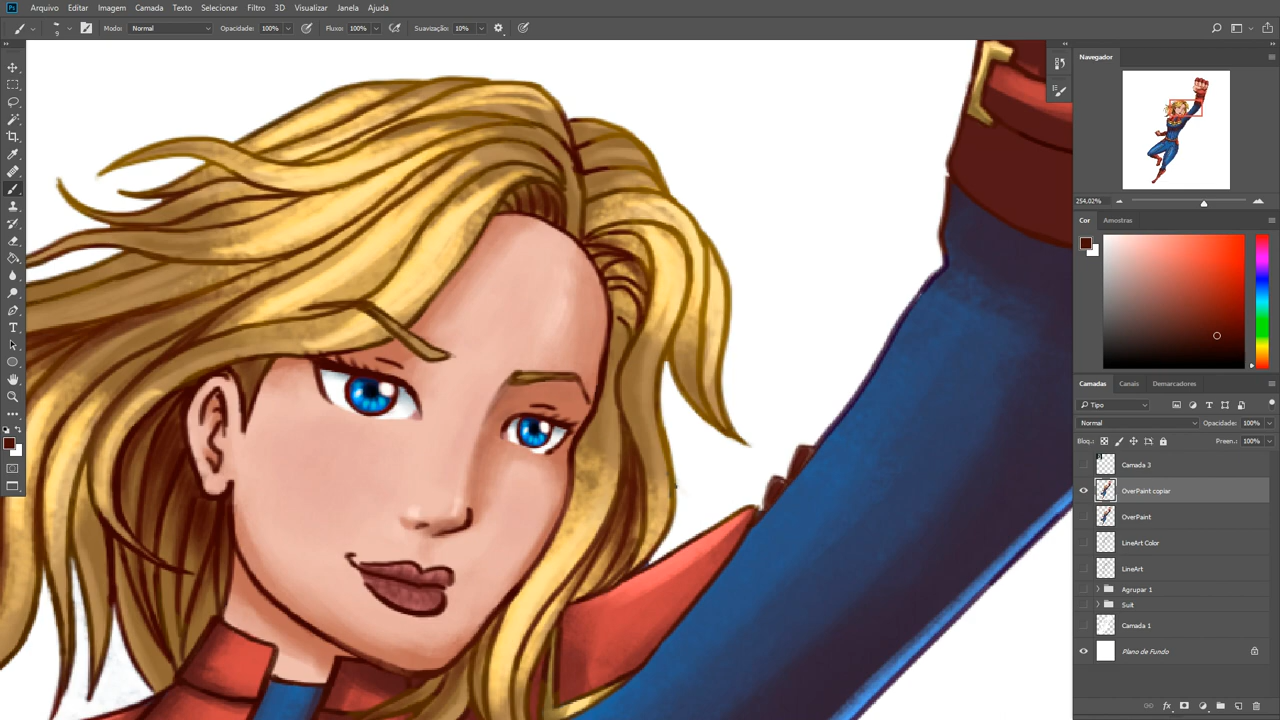 Ps Arquivo Editar Imagem Camada Texto Selecionar Filtro 3D Visualizar Janela Ajuda
9 Modo: Normal Opacidade: 100% Fluxo: 100% Suavização: 10%
Navegador
254,02%
Cor Amostras
Camadas Canais Demarcadores
Tipo
Normal Opacidade: 100%
Bloq.: Preen.: 100%
Camada 3
OverPaint copiar
OverPaint
LineArt Color
LineArt
Agrupar 1
Suit
Camada 1
Plano de Fundo